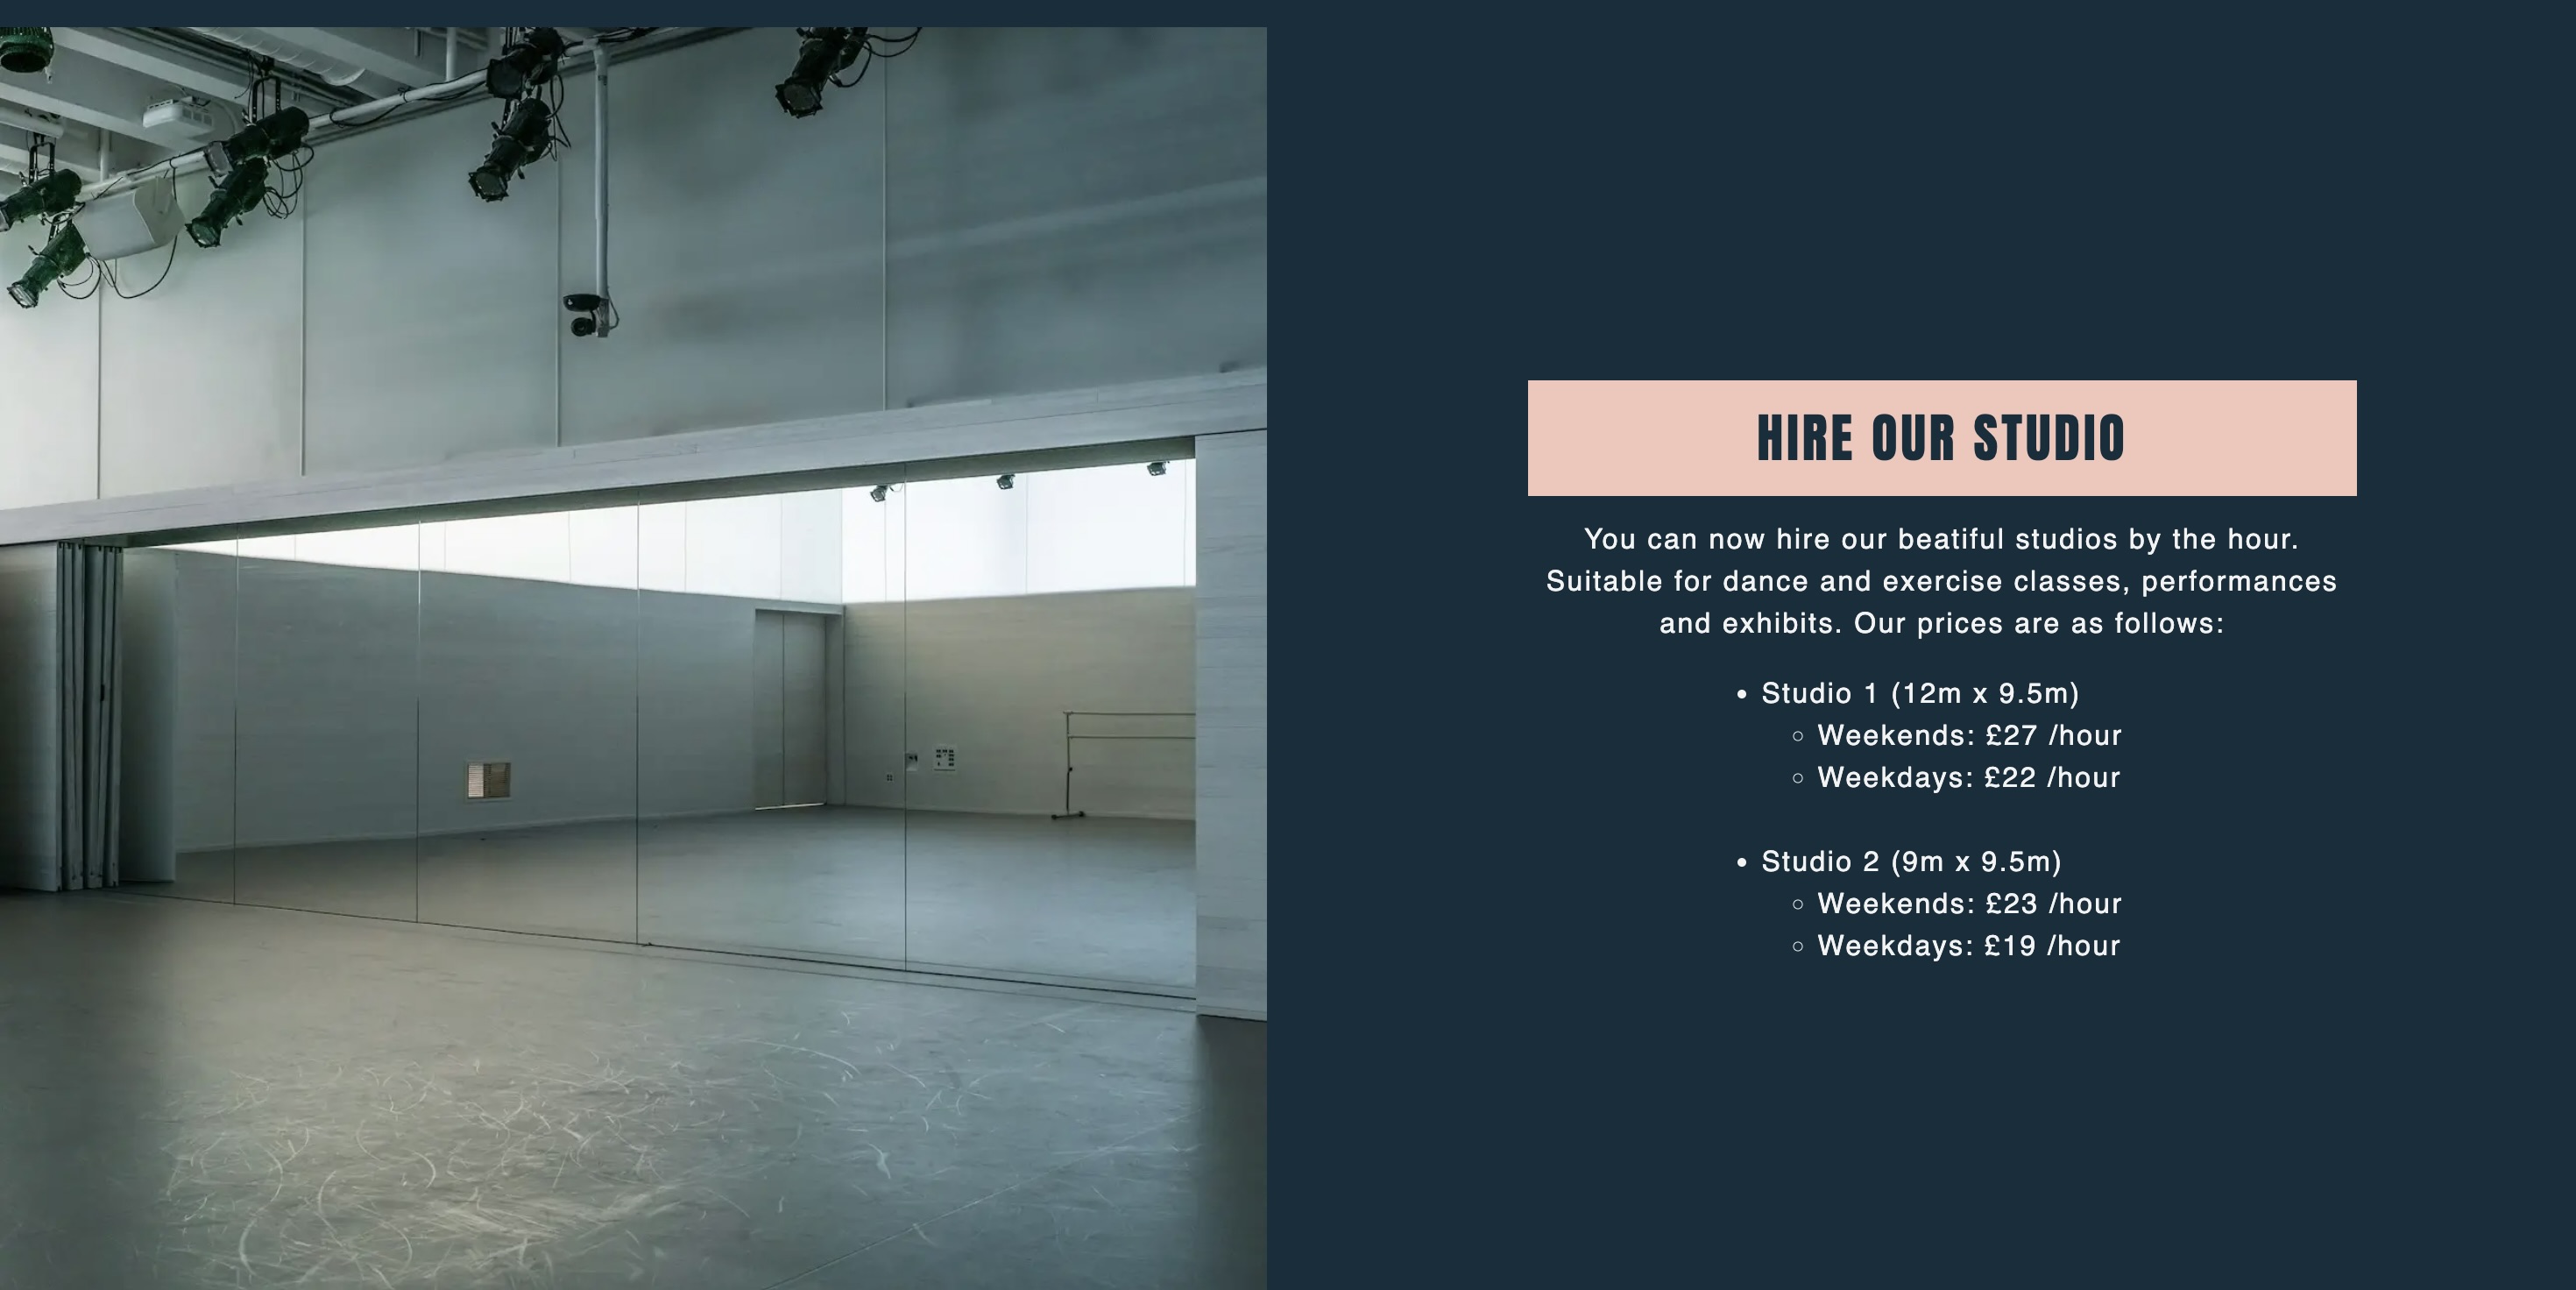 HIRE OUR STUDIO
You can now hire our beatiful studios by the hour.
Suitable for dance and exercise classes, performances
and exhibits. Our prices are as follows:
• Studio 1 (12m x 9.5m)
◦ Weekends: £27 /hour
◦ Weekdays: £22 /hour
• Studio 2 (9m x 9.5m)
◦ Weekends: £23 /hour
◦ Weekdays: £19 /hour